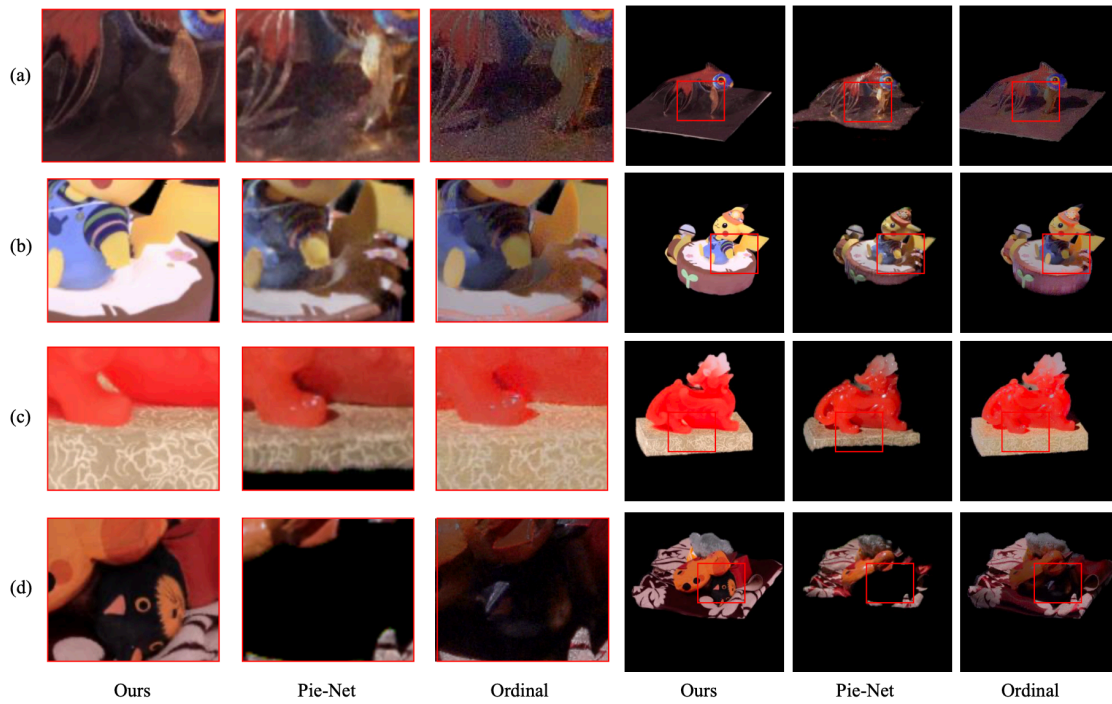 (a)
(b)
(c)
(d)
Ours Pie-Net Ordinal Ours Pie-Net Ordinal